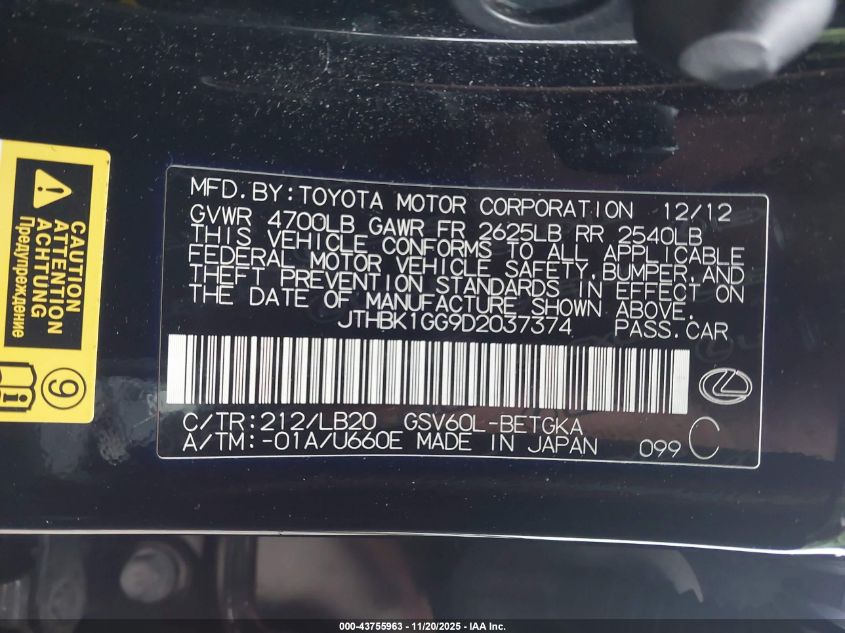 CAUTION
ATTENTION
ACHTUNG
Предупреждение
9
i
MFD.BY:TOYOTA MOTOR CORPORATION 12/12
GVWR 4700LB GAWR FR 2625LB RR 2540LB
THIS VEHICLE CONFORMS TO ALL APPLICABLE
FEDERAL MOTOR VEHICLE SAFETY,BUMPER,AND
THEFT PREVENTION STANDARDS IN EFFECT ON
THE DATE OF MANUFACTURE SHOWN ABOVE.
JTHBK1GG9D2037374 PASS.CAR
C/TR:212/LB20 GSV60L-BETGKA
A/TM:-01A/U660E MADE IN JAPAN 099 C
000-43755963 - 11/20/2025 - IAA Inc.